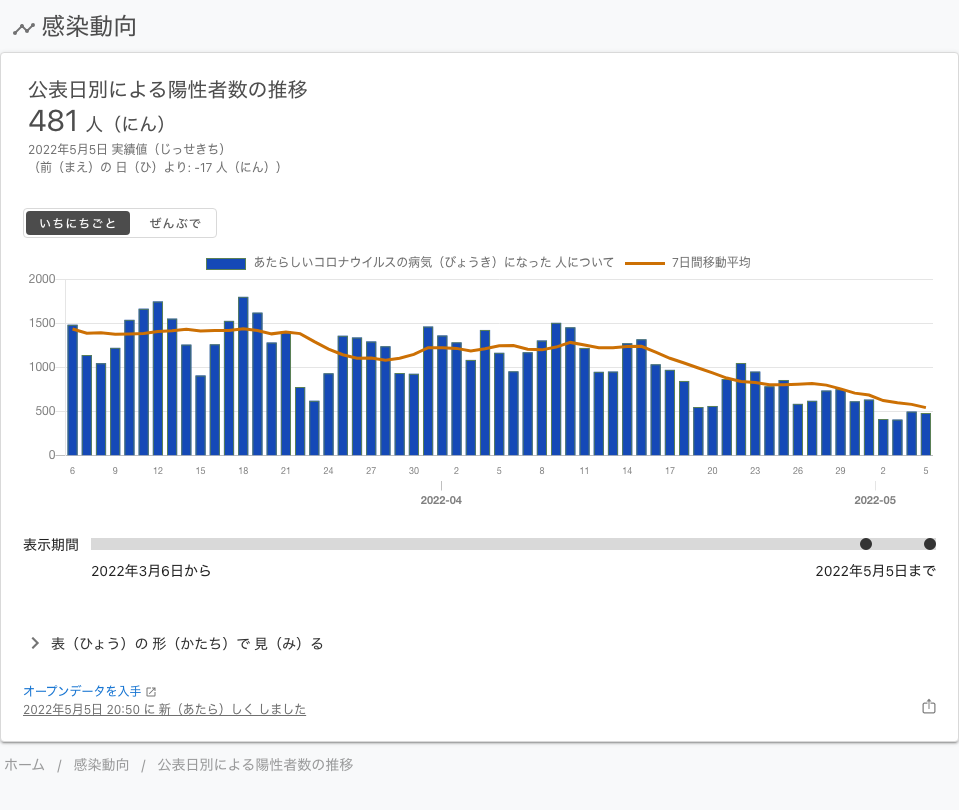 感染動向
公表日別による陽性者数の推移
481 人（にん）
2022年5月5日 実績値（じっせきち）
（前（まえ）の 日（ひ）より: -17 人（にん））
いちにちごと ぜんぶで
あたらしいコロナウイルスの病気（びょうき）になった 人について 7日間移動平均
2000
1500
1000
500
0
6 9 12 15 18 21 24 27 30 2 5 8 11 14 17 20 23 26 29 2 5
2022-04 2022-05
表示期間
2022年3月6日から 2022年5月5日まで
表（ひょう）の 形（かたち）で 見（み）る
オープンデータを入手
2022年5月5日 20:50 に 新（あたら）しく しました
ホーム / 感染動向 / 公表日別による陽性者数の推移